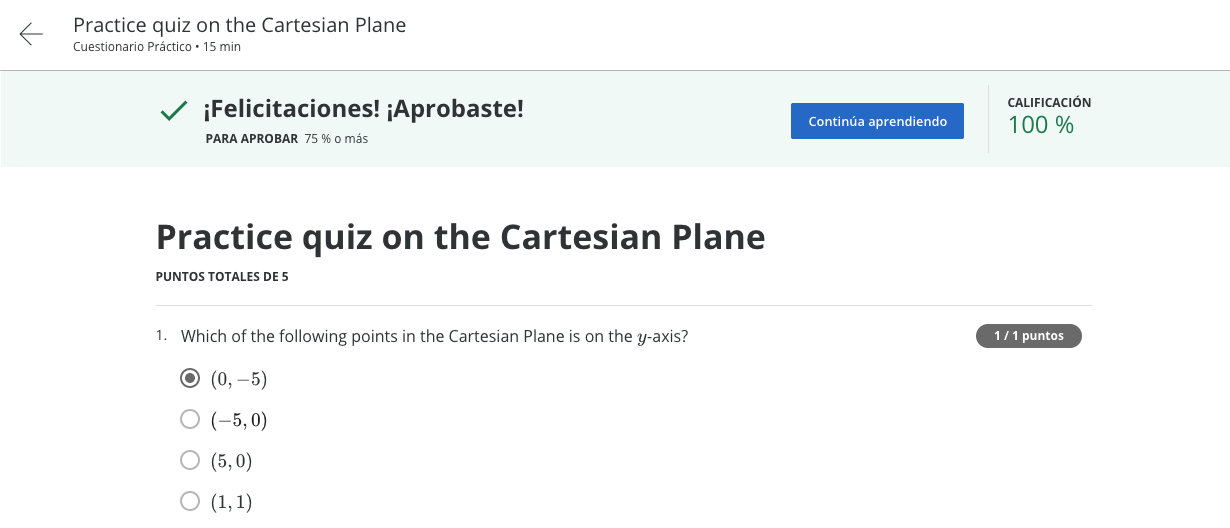 Practice quiz on the Cartesian Plane
Cuestionario Práctico • 15 min
¡Felicitaciones! ¡Aprobaste!
PARA APROBAR 75 % o más
Continúa aprendiendo
CALIFICACIÓN
100 %
Practice quiz on the Cartesian Plane
PUNTOS TOTALES DE 5
1. Which of the following points in the Cartesian Plane is on the y-axis?
1 / 1 puntos
(0, −5)
(−5, 0)
(5, 0)
(1, 1)